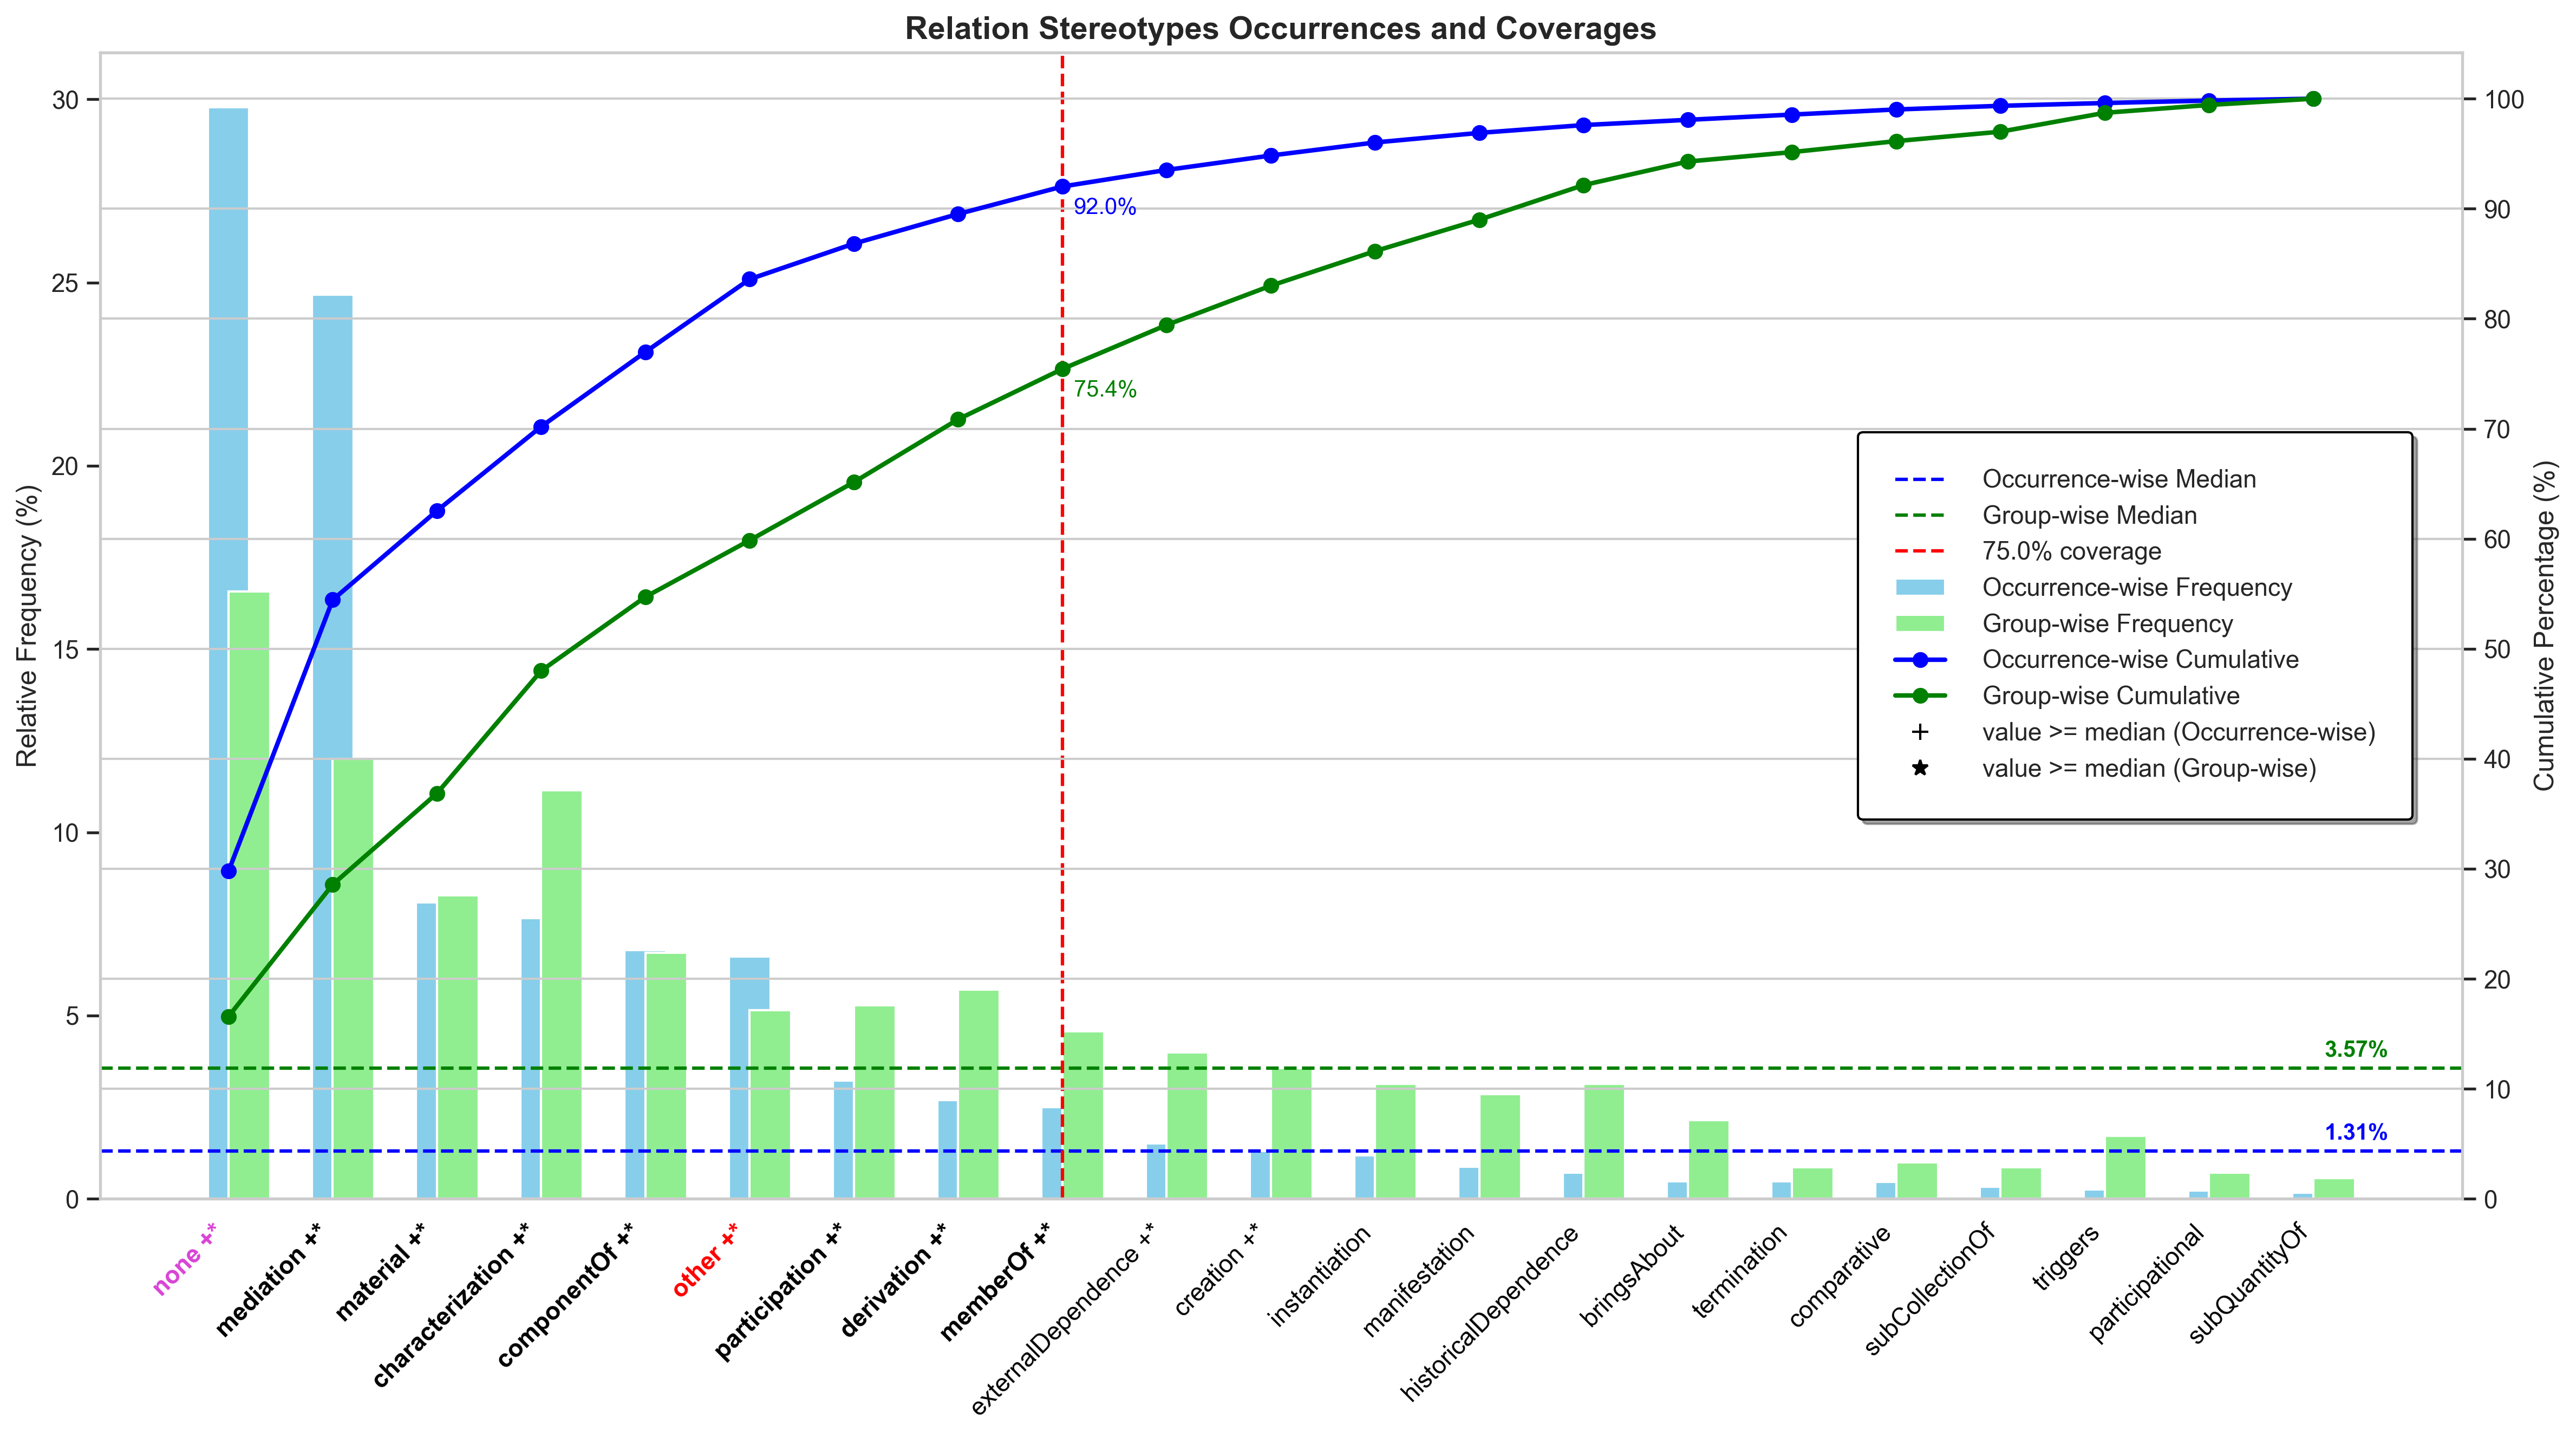 Relation Stereotypes Occurrences and Coverages
Relative Frequency (%)
30
25
20
15
10
5
0
Cumulative Percentage (%)
100
90
80
70
60
50
40
30
20
10
0
92.0%
75.4%
3.57%
1.31%
Occurrence-wise Median
Group-wise Median
75.0% coverage
Occurrence-wise Frequency
Group-wise Frequency
Occurrence-wise Cumulative
Group-wise Cumulative
+ value >= median (Occurrence-wise)
★ value >= median (Group-wise)
none +*
mediation +*
material +*
characterization +*
componentOf +*
other +*
participation +*
derivation +*
memberOf +*
externalDependence +*
creation +*
instantiation
manifestation
historicalDependence
bringsAbout
termination
comparative
subCollectionOf
triggers
participational
subQuantityOf